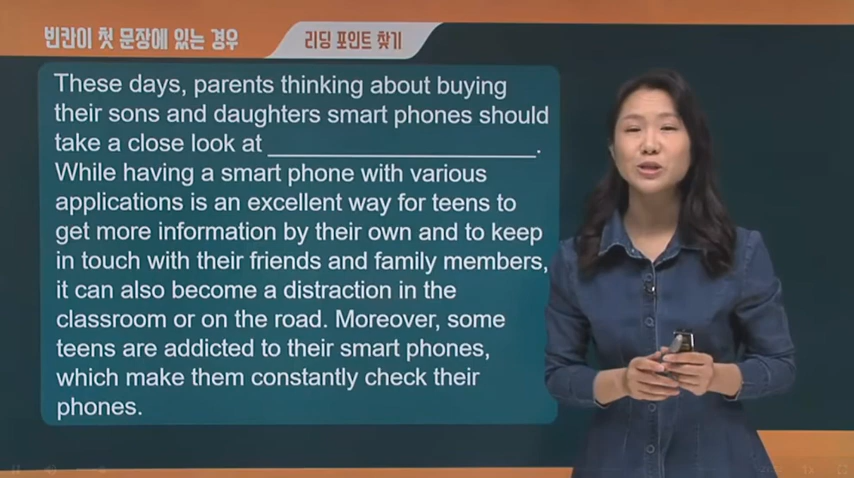 빈칸이 첫 문장에 있는 경우
리딩 포인트 찾기
These days, parents thinking about buying
their sons and daughters smart phones should
take a close look at ____________________.
While having a smart phone with various
applications is an excellent way for teens to
get more information by their own and to keep
in touch with their friends and family members,
it can also become a distraction in the
classroom or on the road. Moreover, some
teens are addicted to their smart phones,
which make them constantly check their
phones.